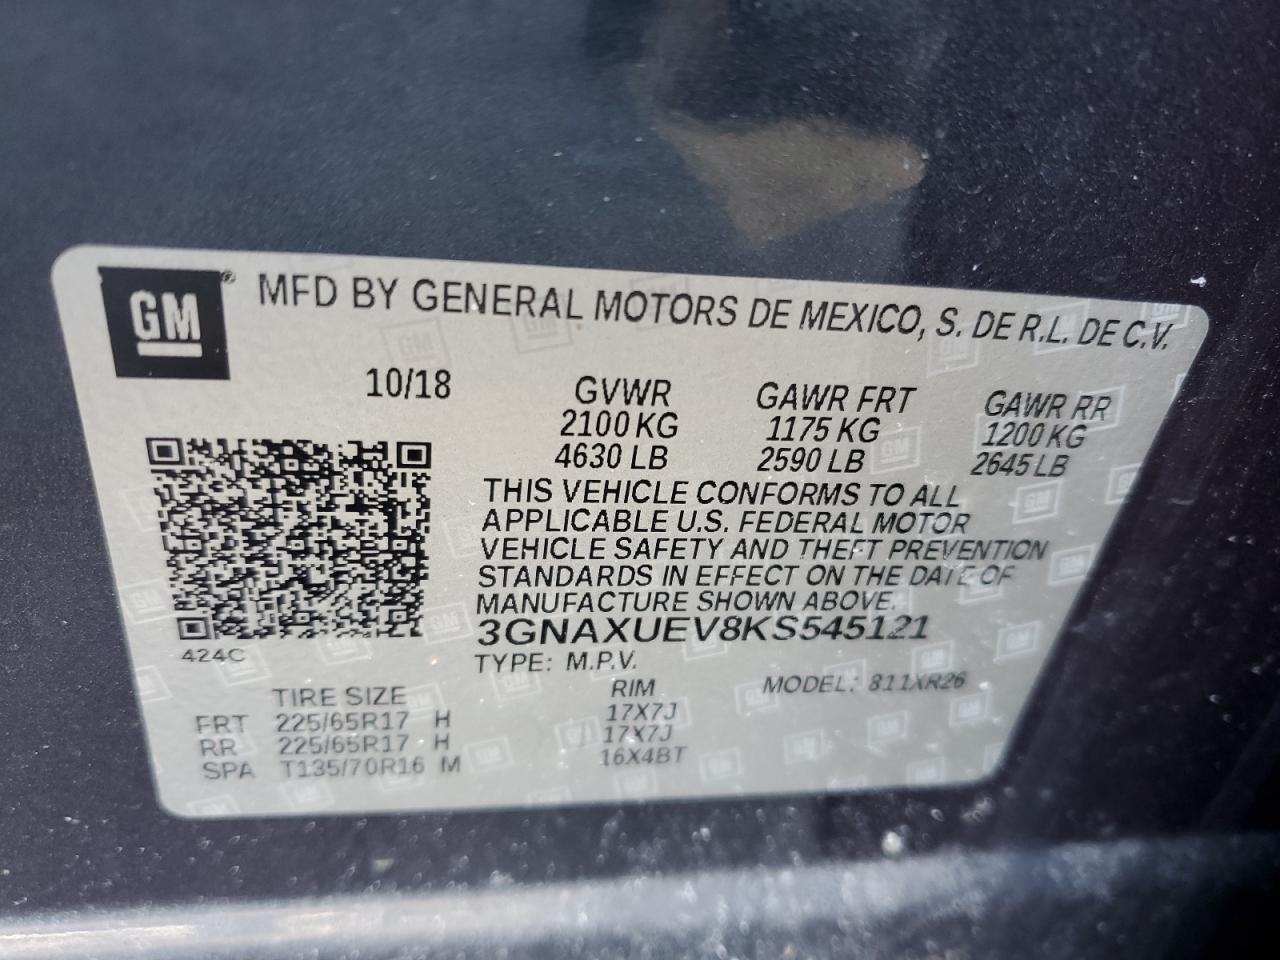 GM® MFD BY GENERAL MOTORS DE MEXICO, S. DE R.L. DE C.V.
10/18 GVWR GAWR FRT GAWR RR
2100 KG 1175 KG 1200 KG
4630 LB 2590 LB 2645 LB
THIS VEHICLE CONFORMS TO ALL
APPLICABLE U.S. FEDERAL MOTOR
VEHICLE SAFETY AND THEFT PREVENTION
STANDARDS IN EFFECT ON THE DATE OF
MANUFACTURE SHOWN ABOVE.
3GNAXUEV8KS545121
424C
TYPE: M.P.V. MODEL: 811XR26
TIRE SIZE RIM
FRT 225/65R17 H 17X7J
RR 225/65R17 H 17X7J
SPA T135/70R16 M 16X4BT